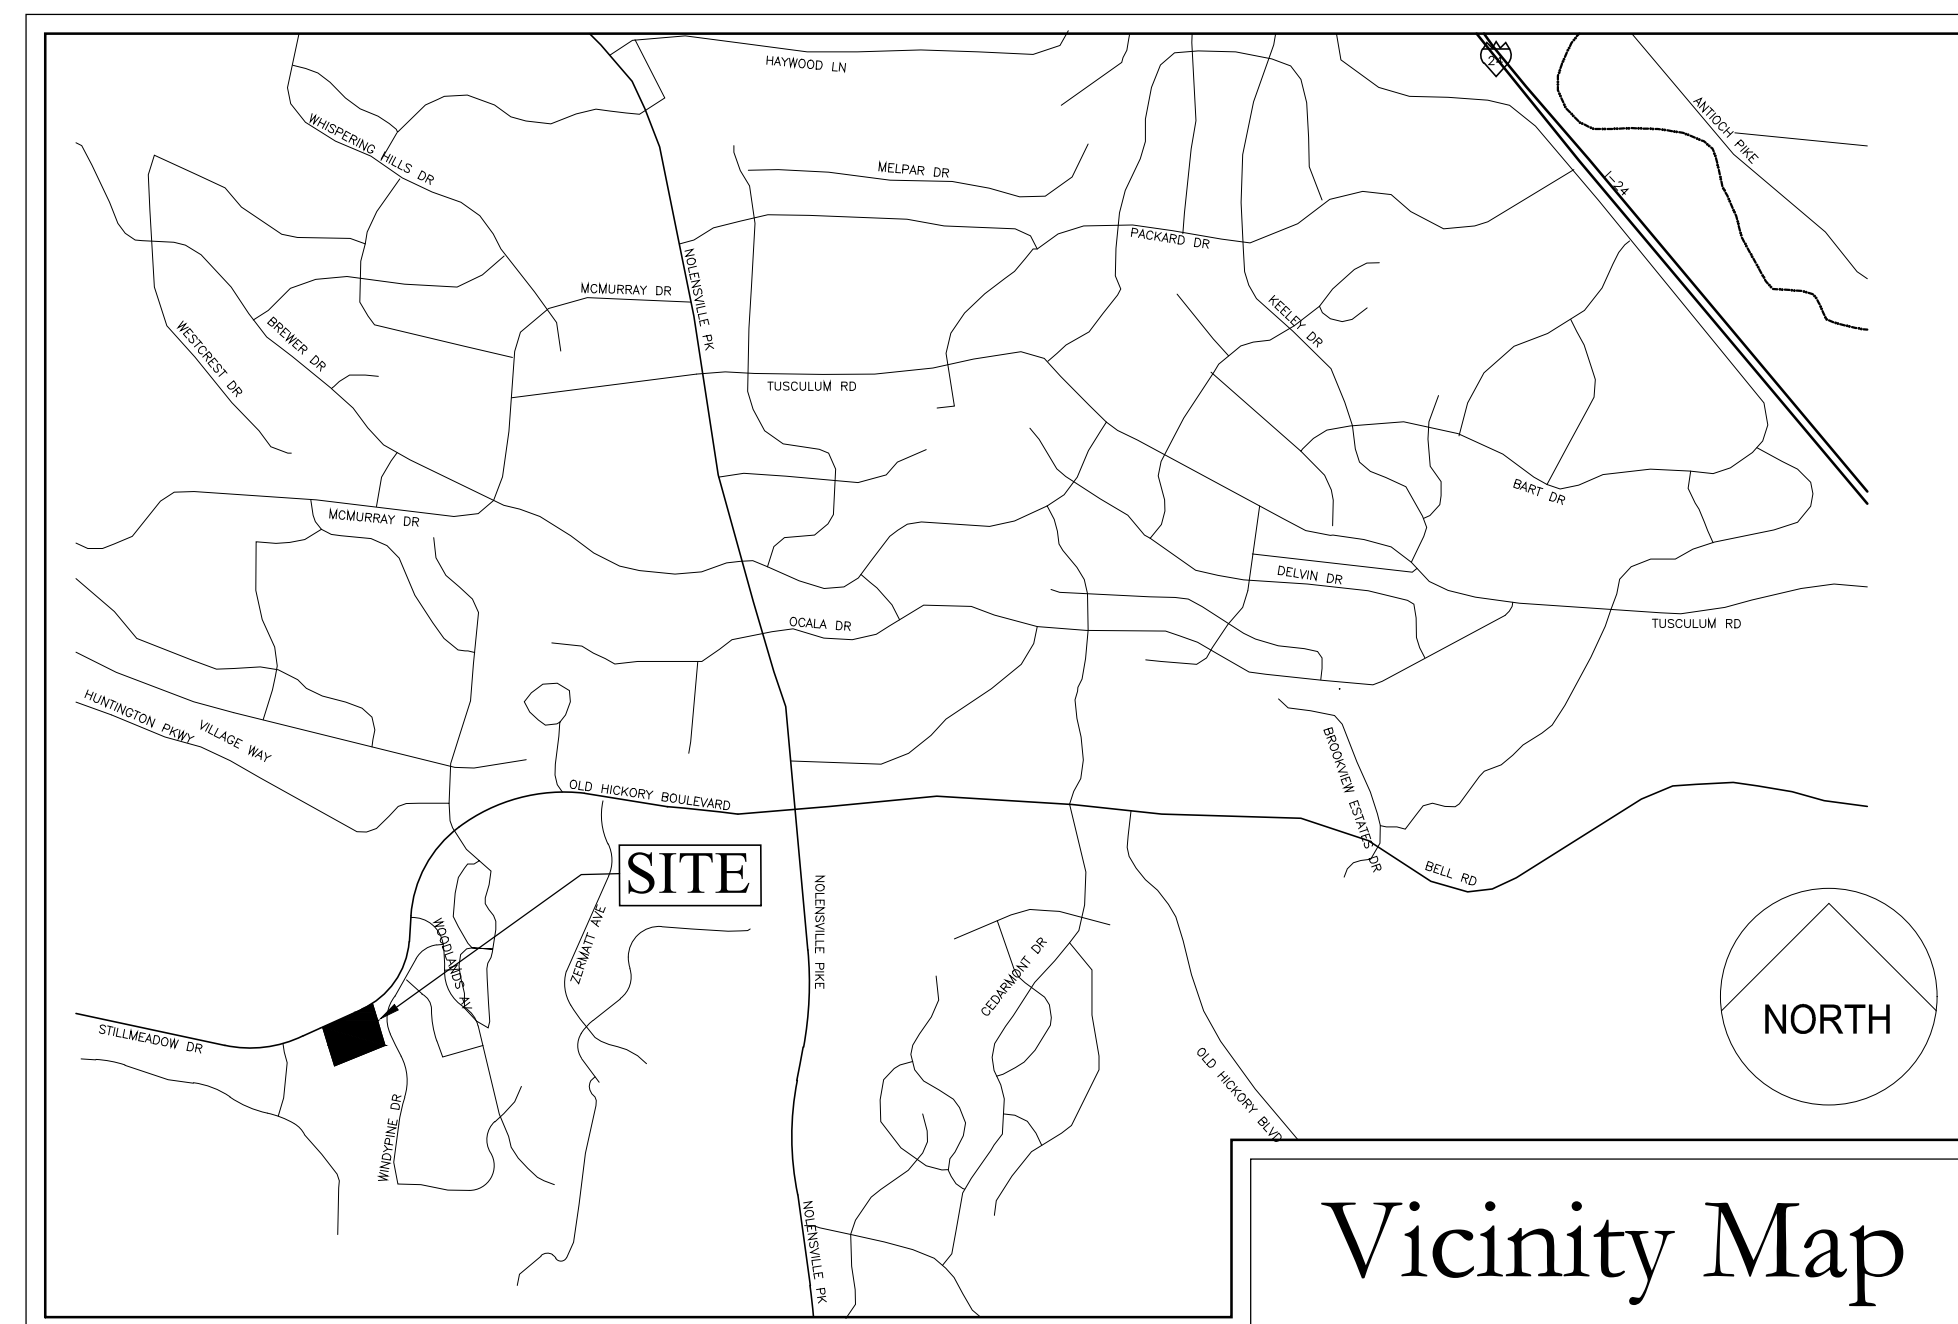 HAYWOOD LN
24
ANTIOCH PIKE
WHISPERING HILLS DR
MELPAR DR
I-24
PACKARD DR
NOLENSVILLE PK
MCMURRAY DR
KEELEY DR
WESTCREST DR
BREWER DR
TUSCULUM RD
BART DR
MCMURRAY DR
DELVIN DR
OCALA DR
TUSCULUM RD
HUNTINGTON PKWY
VILLAGE WAY
BROOKVIEW ESTATES DR
OLD HICKORY BOULEVARD
SITE
BELL RD
NOLENSVILLE PIKE
ZERMATT AVE
WOODLANDS AV
CEDARMONT DR
NORTH
STILLMEADOW DR
OLD HICKORY BLVD
WINDYPINE DR
NOLENSVILLE PK
Vicinity Map